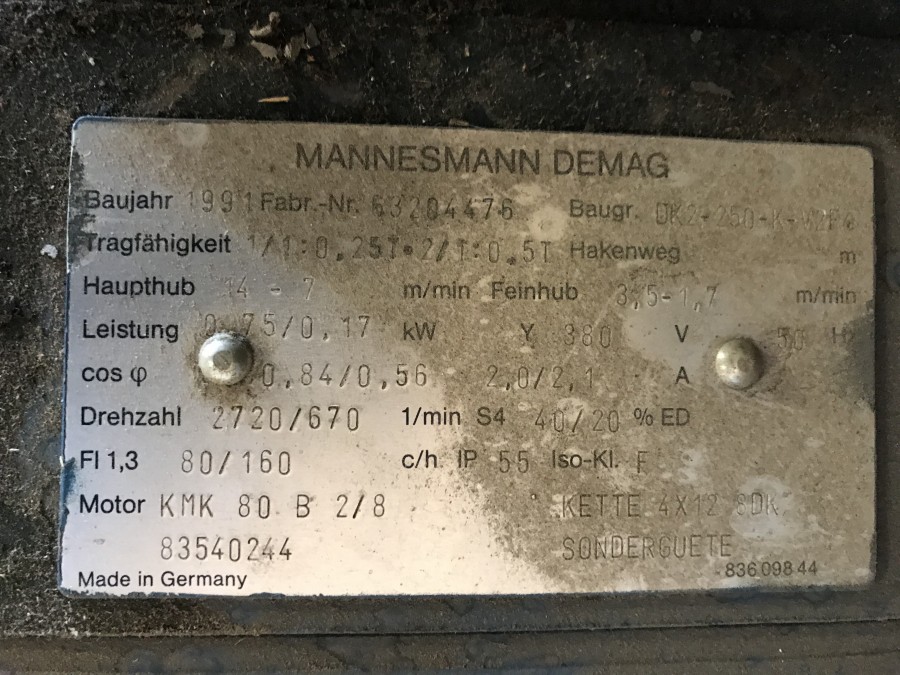 MANNESMANN DEMAG
Baujahr 1991 Fabr.-Nr. 63204476 Baugr.
Tragfähigkeit 1/1:0,25T*2/1:0.5T Hakenweg m
Haupthub 14 - 7 m/min Feinhub 3,5-1,7 m/min
Leistung 0,75/0,17 kW Y 380 V 50 Hz
cos φ 0,84/0,56 2,0/2,1 A
Drehzahl 2720/670 1/min S4 40/20 % ED
FI 1,3 80/160 c/h IP 55 Iso-Kl. F
Motor KMK 80 B 2/8 KETTE 4X12 8DK
83540244 SONDERGUETE
Made in Germany 836 098 44